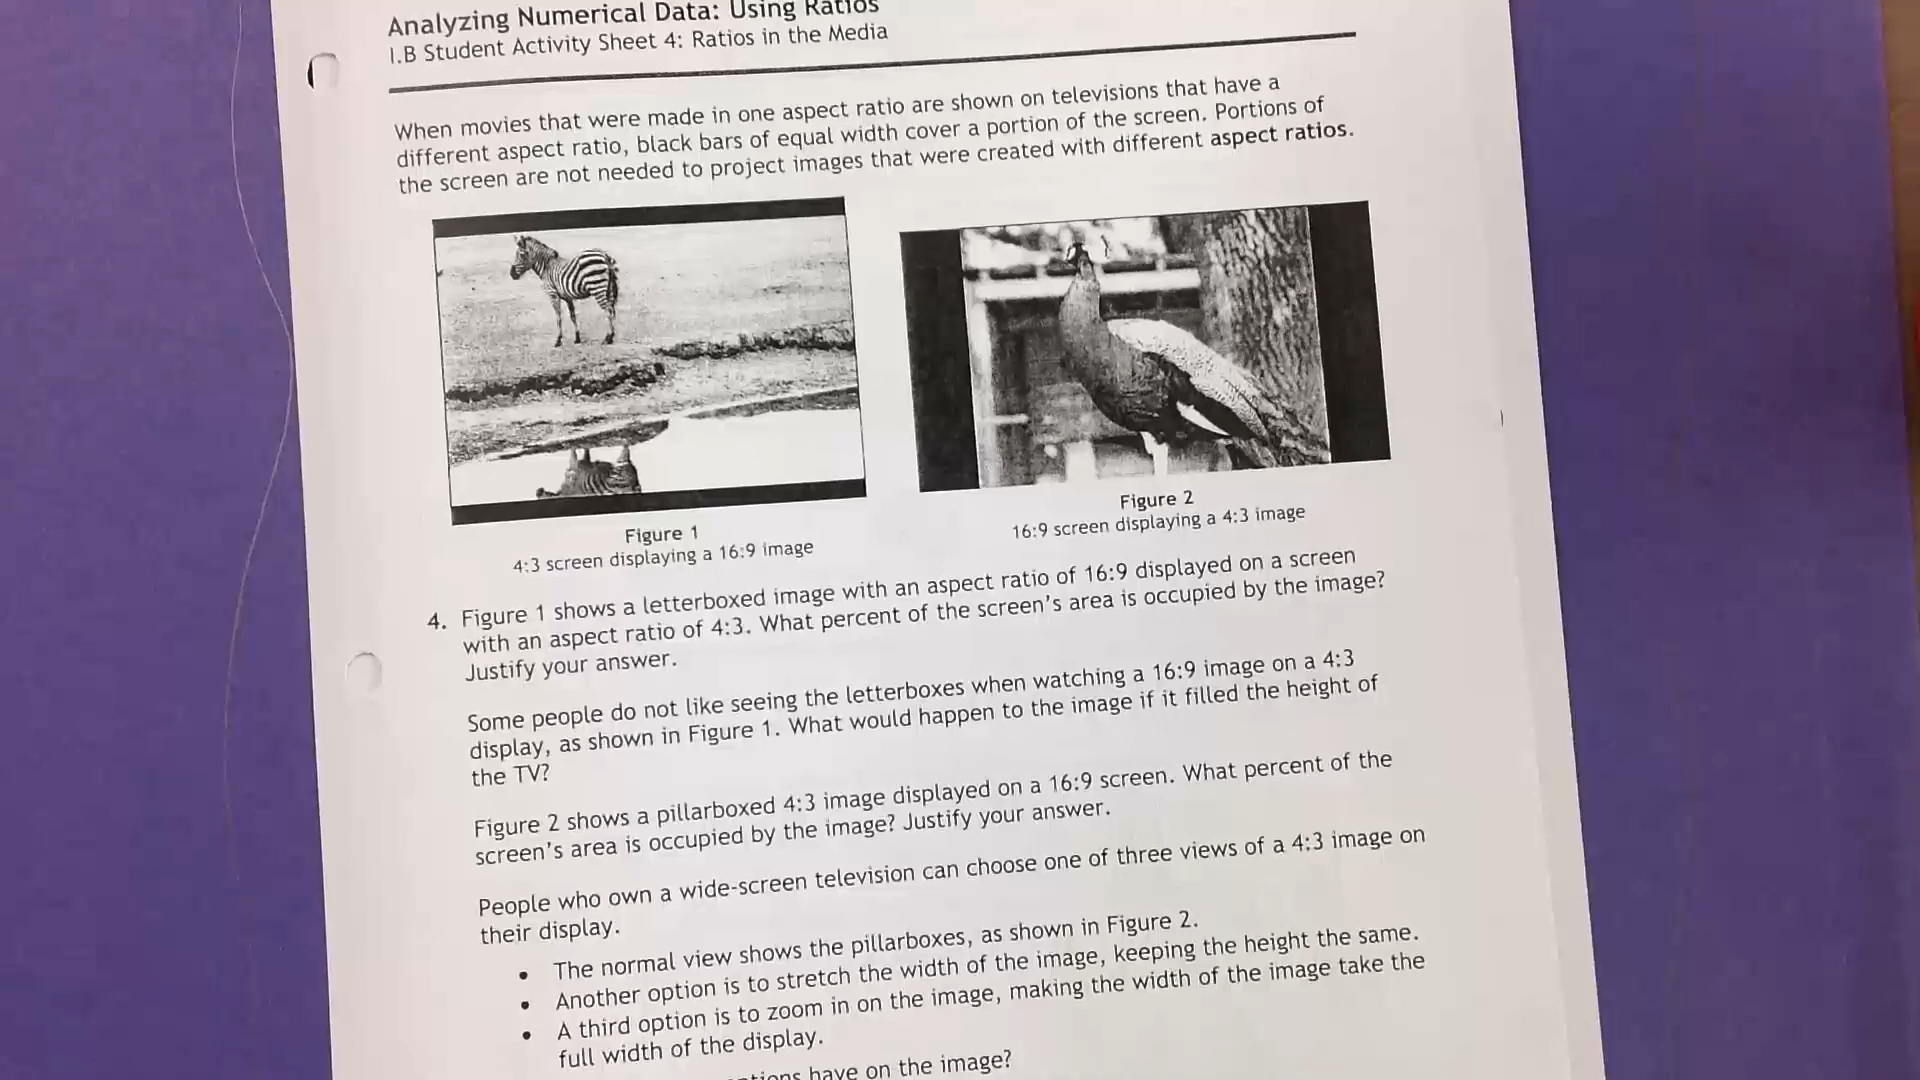 Analyzing Numerical Data: Using Ratios
I.B Student Activity Sheet 4: Ratios in the Media
When movies that were made in one aspect ratio are shown on televisions that have a
different aspect ratio, black bars of equal width cover a portion of the screen. Portions of
the screen are not needed to project images that were created with different aspect ratios.
Figure 1
4:3 screen displaying a 16:9 image
Figure 2
16:9 screen displaying a 4:3 image
4. Figure 1 shows a letterboxed image with an aspect ratio of 16:9 displayed on a screen
with an aspect ratio of 4:3. What percent of the screen's area is occupied by the image?
Justify your answer.
Some people do not like seeing the letterboxes when watching a 16:9 image on a 4:3
display, as shown in Figure 1. What would happen to the image if it filled the height of
the TV?
Figure 2 shows a pillarboxed 4:3 image displayed on a 16:9 screen. What percent of the
screen's area is occupied by the image? Justify your answer.
People who own a wide-screen television can choose one of three views of a 4:3 image on
their display.
• The normal view shows the pillarboxes, as shown in Figure 2.
• Another option is to stretch the width of the image, keeping the height the same.
• A third option is to zoom in on the image, making the width of the image take the
full width of the display.
have on the image?